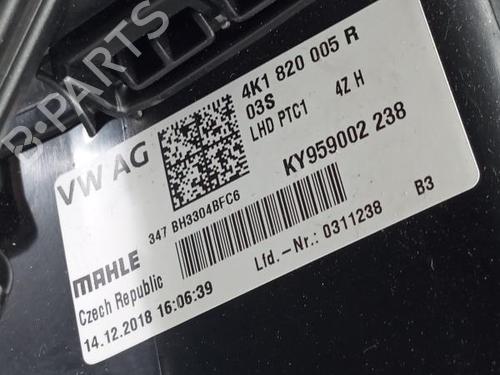 B-PARTS
VW AG
4K1 820 005 R
03S
LHD PTC1 4Z H
KY959002 238
347 BH3304BFC6
MAHLE
Czech Republic
14.12.2018 16:06:39
Lfd.-Nr.: 0311238 B3